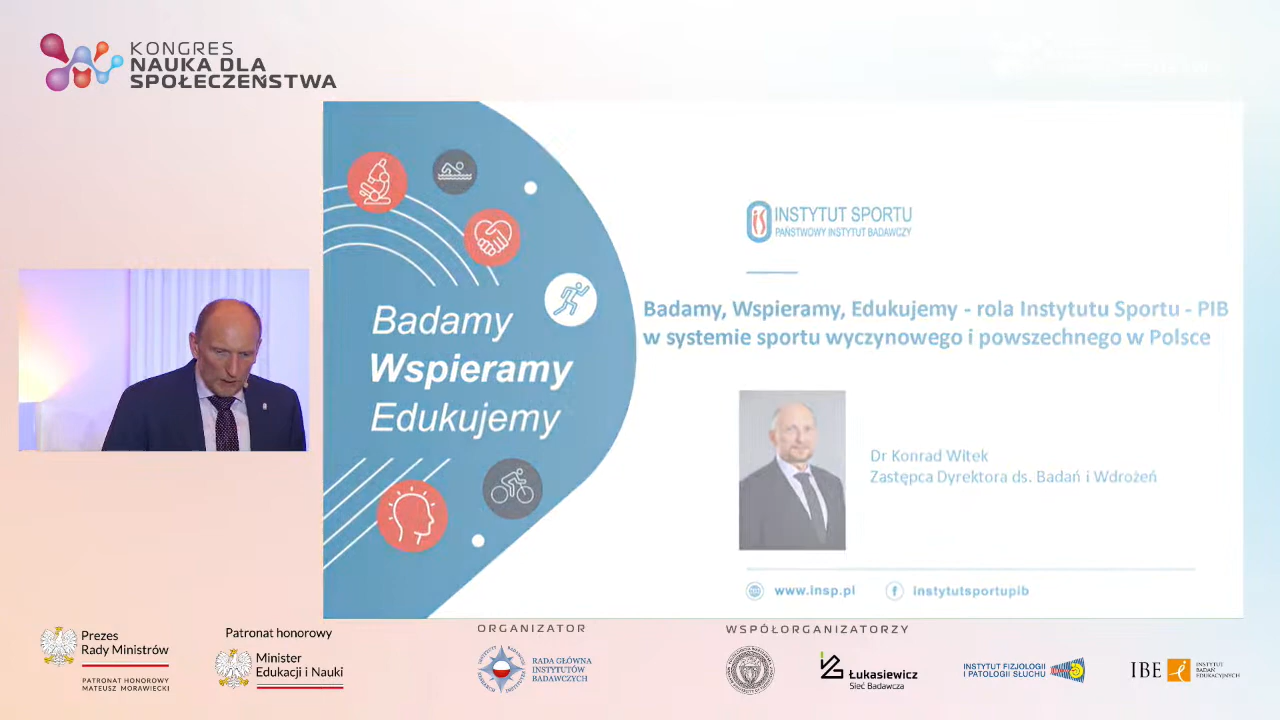 KONGRES
NAUKA DLA
SPOŁECZEŃSTWA
INSTYTUT SPORTU
PAŃSTWOWY INSTYTUT BADAWCZY
Badamy
Wspieramy
Edukujemy
Badamy, Wspieramy, Edukujemy - rola Instytutu Sportu - PIB
w systemie sportu wyczynowego i powszechnego w Polsce
Dr Konrad Witek
Zastępca Dyrektora ds. Badań i Wdrożeń
www.insp.pl
instytutsportupib
Prezes
Rady Ministrów
PATRONAT HONOROWY
MATEUSZ MORAWIECKI
Patronat honorowy
Minister
Edukacji i Nauki
ORGANIZATOR
RADA GŁÓWNA
INSTYTUTÓW
BADAWCZYCH
WSPÓŁORGANIZATORZY
Łukasiewicz
Sieć Badawcza
INSTYTUT FIZJOLOGII
I PATOLOGII SŁUCHU
IBE
INSTYTUT
BADAŃ
EDUKACYJNYCH